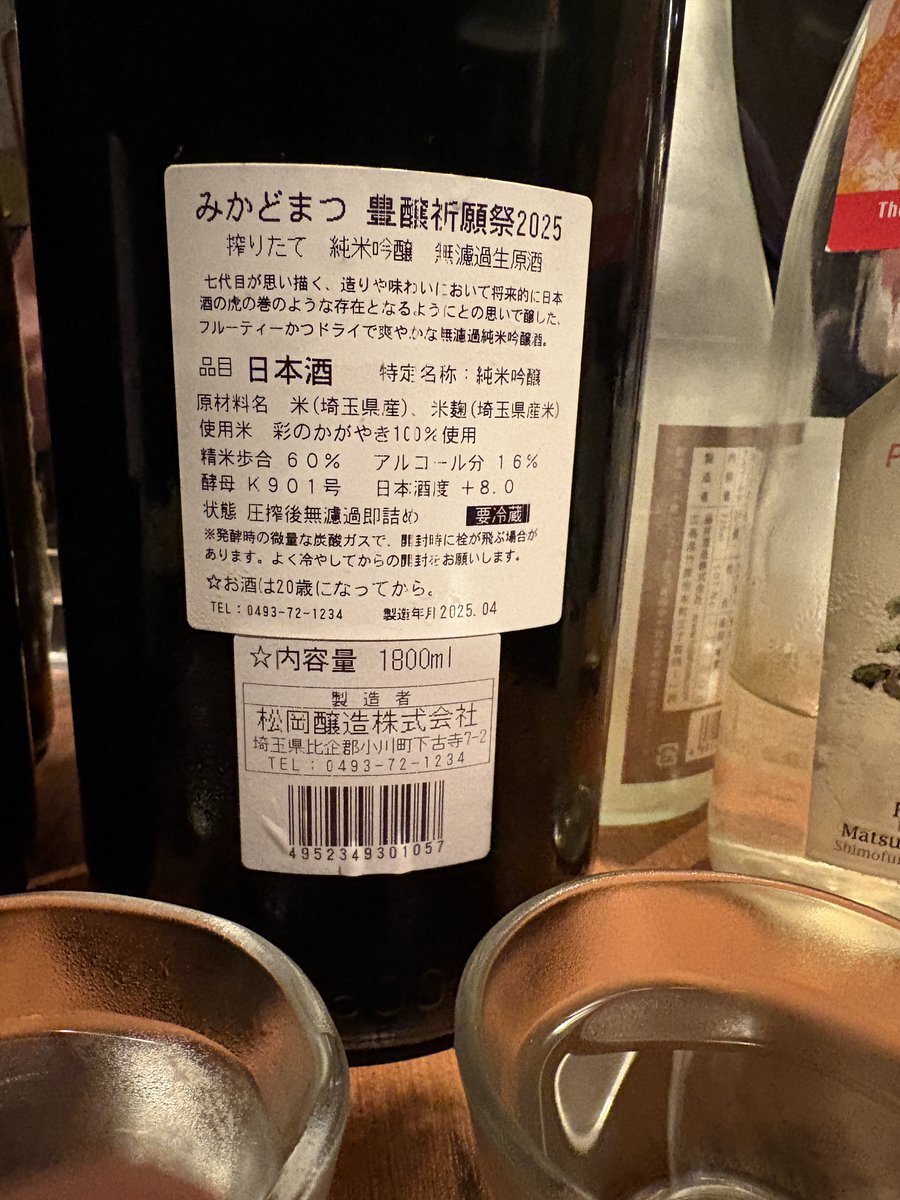 みかどまつ 豊醸祈願祭2025
搾りたて 純米吟醸 無濾過生原酒
七代目が思い描く、造りや味わいにおいて将来的に日本
酒の虎の巻のような存在となるようにとの思いで醸した、
フルーティーかつドライで爽やかな無濾過純米吟醸酒。
品目 日本酒 特定名称：純米吟醸
原材料名 米(埼玉県産)、米麹(埼玉県産米)
使用米 彩のかがやき100％使用
精米歩合 60％ アルコール分 16％
酵母 K901号 日本酒度 +8.0
状態 圧搾後無濾過即詰め 要冷蔵
※発酵時の微量な炭酸ガスで、開封時に栓が飛ぶ場合が
あります。よく冷やしてからの開封をお願いします。
☆お酒は20歳になってから。
TEL：0493-72-1234 製造年月2025.04
☆内容量 1800ml
製造者
松岡醸造株式会社
埼玉県比企郡小川町下古寺7-2
TEL：0493-72-1234
4952349301057
The
Matsu
Shimofu